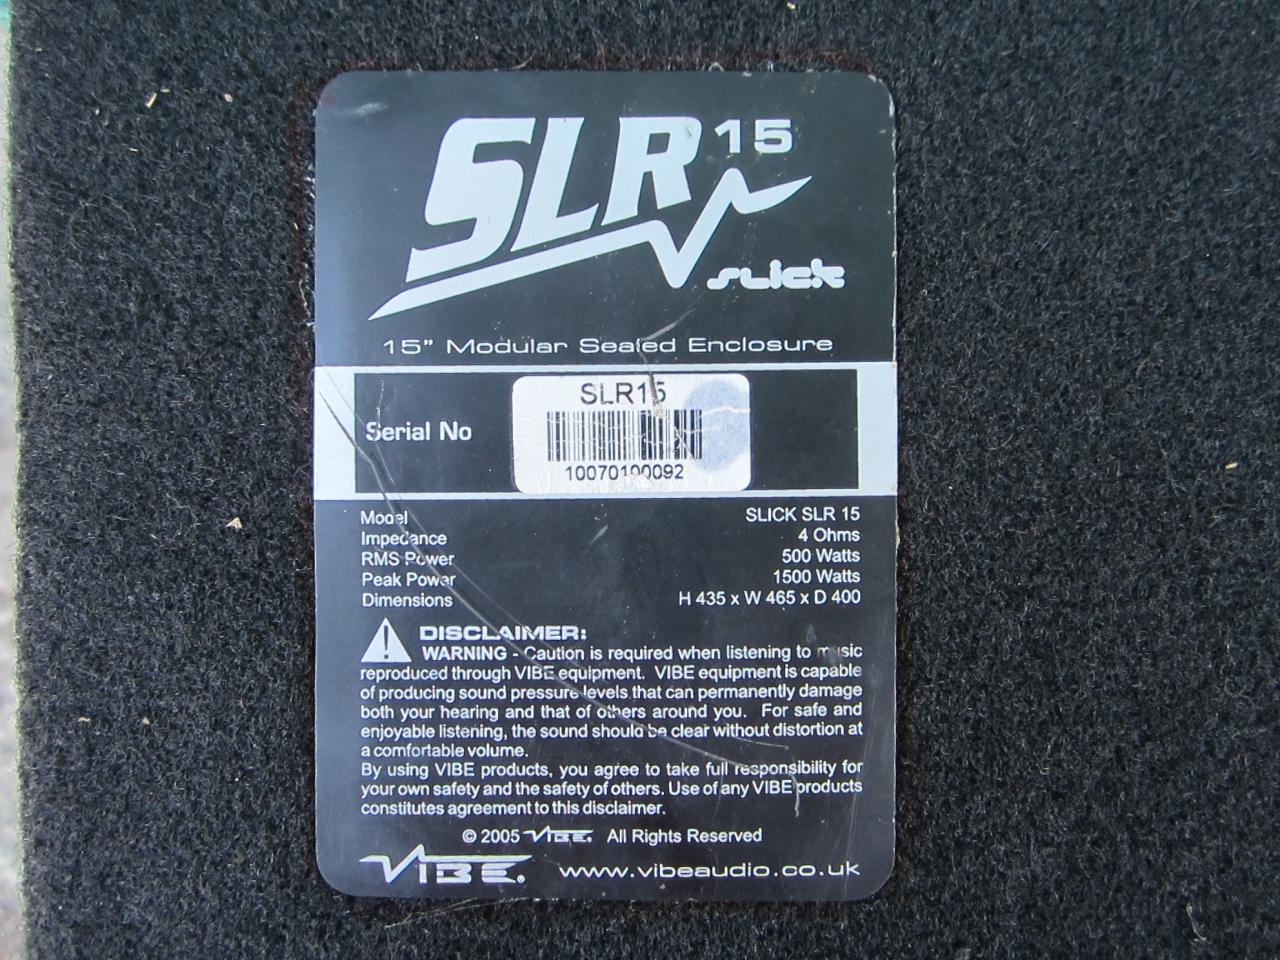 SLR 15
slick
15" Modular Sealed Enclosure
SLR15
Serial No
10070100092
Model SLICK SLR 15
Impedance 4 Ohms
RMS Power 500 Watts
Peak Power 1500 Watts
Dimensions H 435 x W 465 x D 400
DISCLAIMER:
WARNING - Caution is required when listening to music
reproduced through VIBE equipment. VIBE equipment is capable
of producing sound pressure levels that can permanently damage
both your hearing and that of others around you. For safe and
enjoyable listening, the sound should be clear without distortion at
a comfortable volume.
By using VIBE products, you agree to take full responsibility for
your own safety and the safety of others. Use of any VIBE products
constitutes agreement to this disclaimer.
© 2005 VIBE. All Rights Reserved
VIBE® www.vibeaudio.co.uk